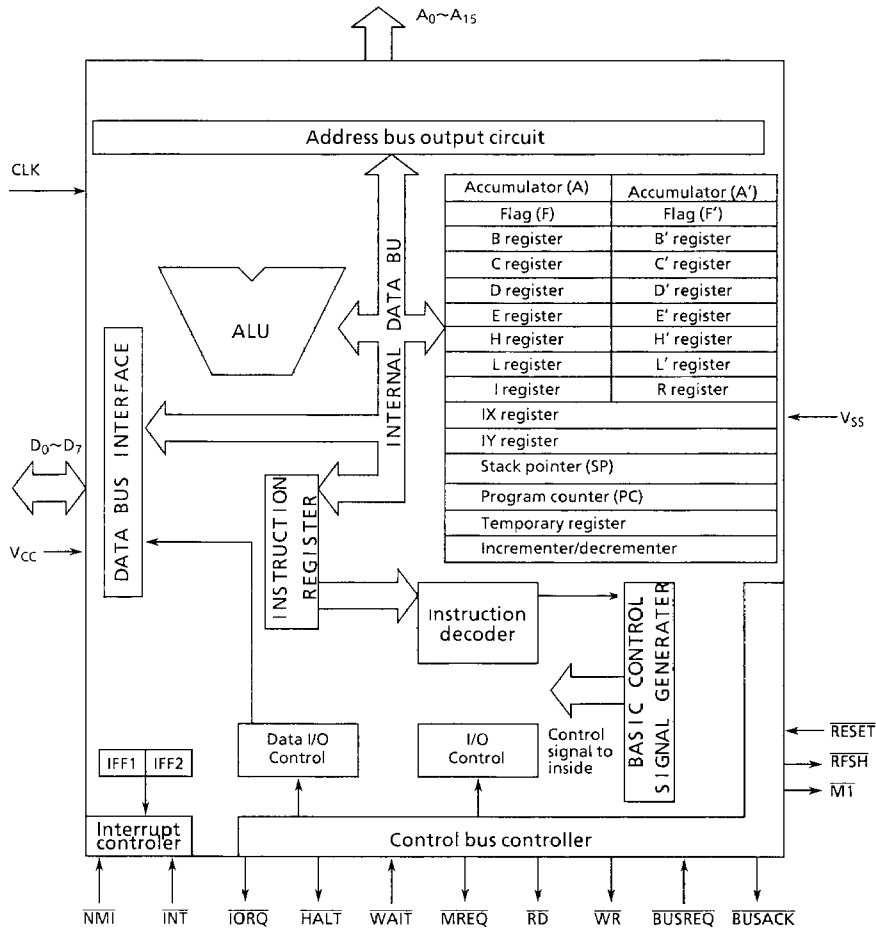 A0~A15
Address bus output circuit
CLK
Accumulator (A)
Accumulator (A')
Flag (F)
Flag (F')
B register
B' register
C register
C' register
D register
D' register
E register
E' register
H register
H' register
L register
L' register
I register
R register
IX register
IY register
Stack pointer (SP)
Program counter (PC)
Temporary register
Incrementer/decrementer
ALU
INTERNAL DATA BU
DATA BUS INTERFACE
D0~D7
VCC
VSS
INSTRUCTION
REGISTER
Instruction
decoder
BASIC CONTROL
SIGNAL GENERATER
Control
signal to
inside
Data I/O
Control
I/O
Control
IFF1
IFF2
Interrupt
controler
Control bus controller
RESET
RFSH
M1
NMI
INT
IORQ
HALT
WAIT
MREQ
RD
WR
BUSREQ
BUSACK